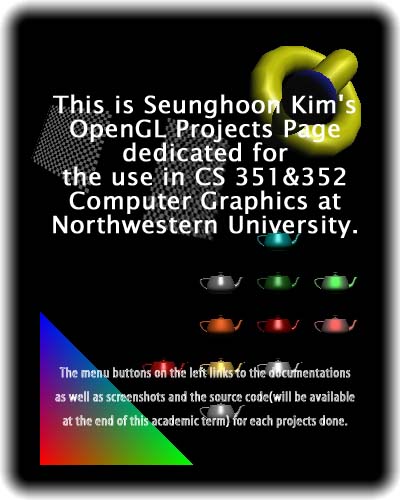 This is Seunghoon Kim's
OpenGL Projects Page
dedicated for
the use in CS 351&352
Computer Graphics at
Northwestern University.
The menu buttons on the left links to the documentations
as well as screenshots and the source code(will be available
at the end of this academic term) for each projects done.